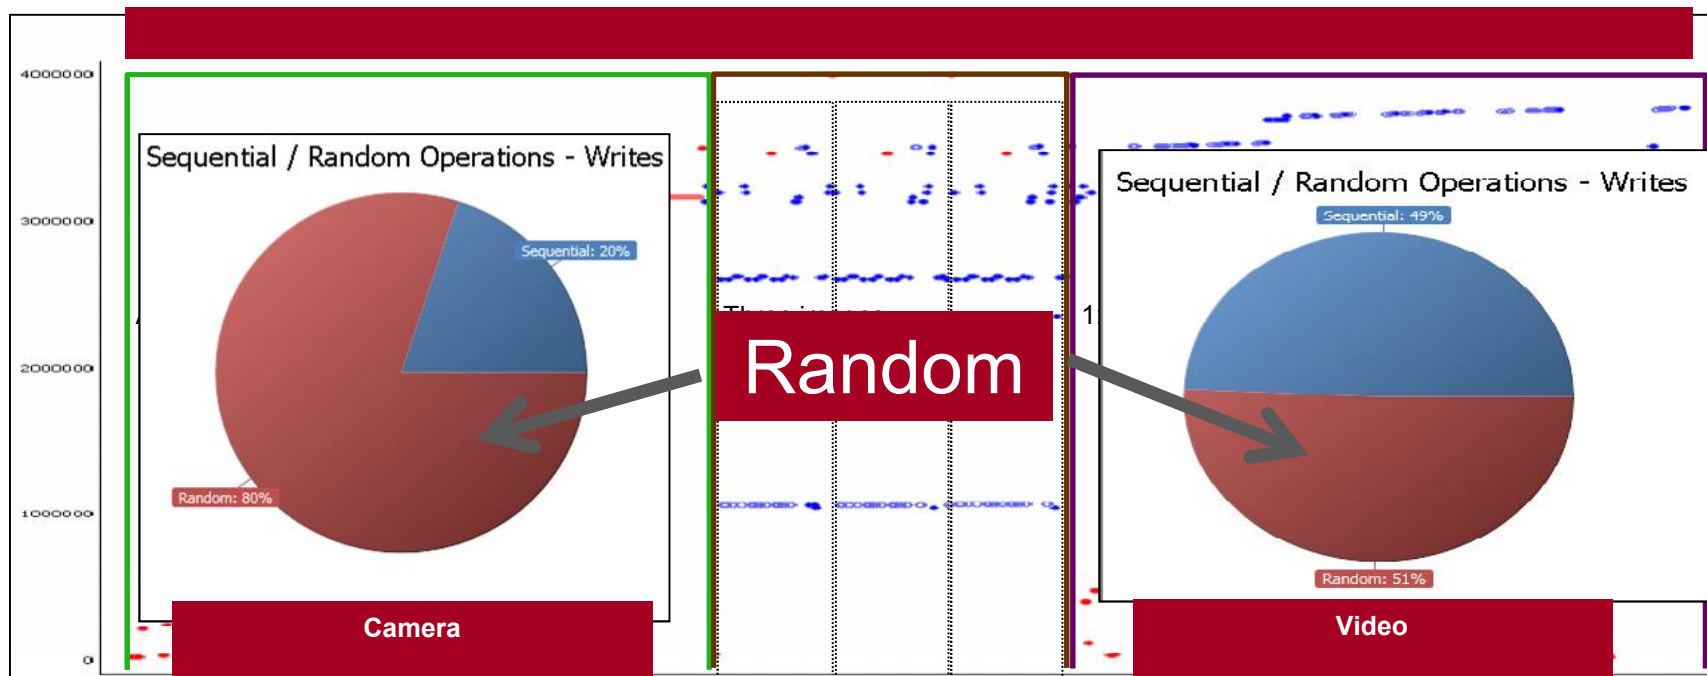 4000000
3000000
2000000
1000000
0
Sequential / Random Operations - Writes
Sequential: 20%
Random: 80%
Camera
Random
Sequential / Random Operations - Writes
Sequential: 49%
Random: 51%
Video